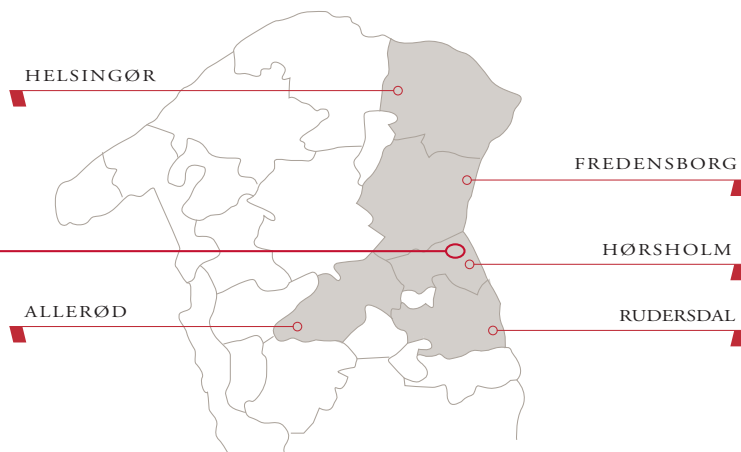 HELSINGØR
FREDENSBORG
HØRSHOLM
ALLERØD
RUDERSDAL